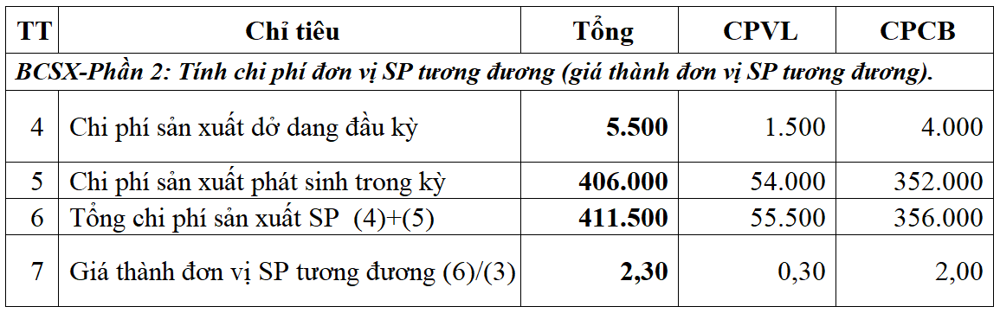 TT Chỉ tiêu Tổng CPVL CPCB
BCSX-Phần 2: Tính chi phí đơn vị SP tương đương (giá thành đơn vị SP tương đương).
4 Chi phí sản xuất dở dang đầu kỳ 5.500 1.500 4.000
5 Chi phí sản xuất phát sinh trong kỳ 406.000 54.000 352.000
6 Tổng chi phí sản xuất SP (4)+(5) 411.500 55.500 356.000
7 Giá thành đơn vị SP tương đương (6)/(3) 2,30 0,30 2,00